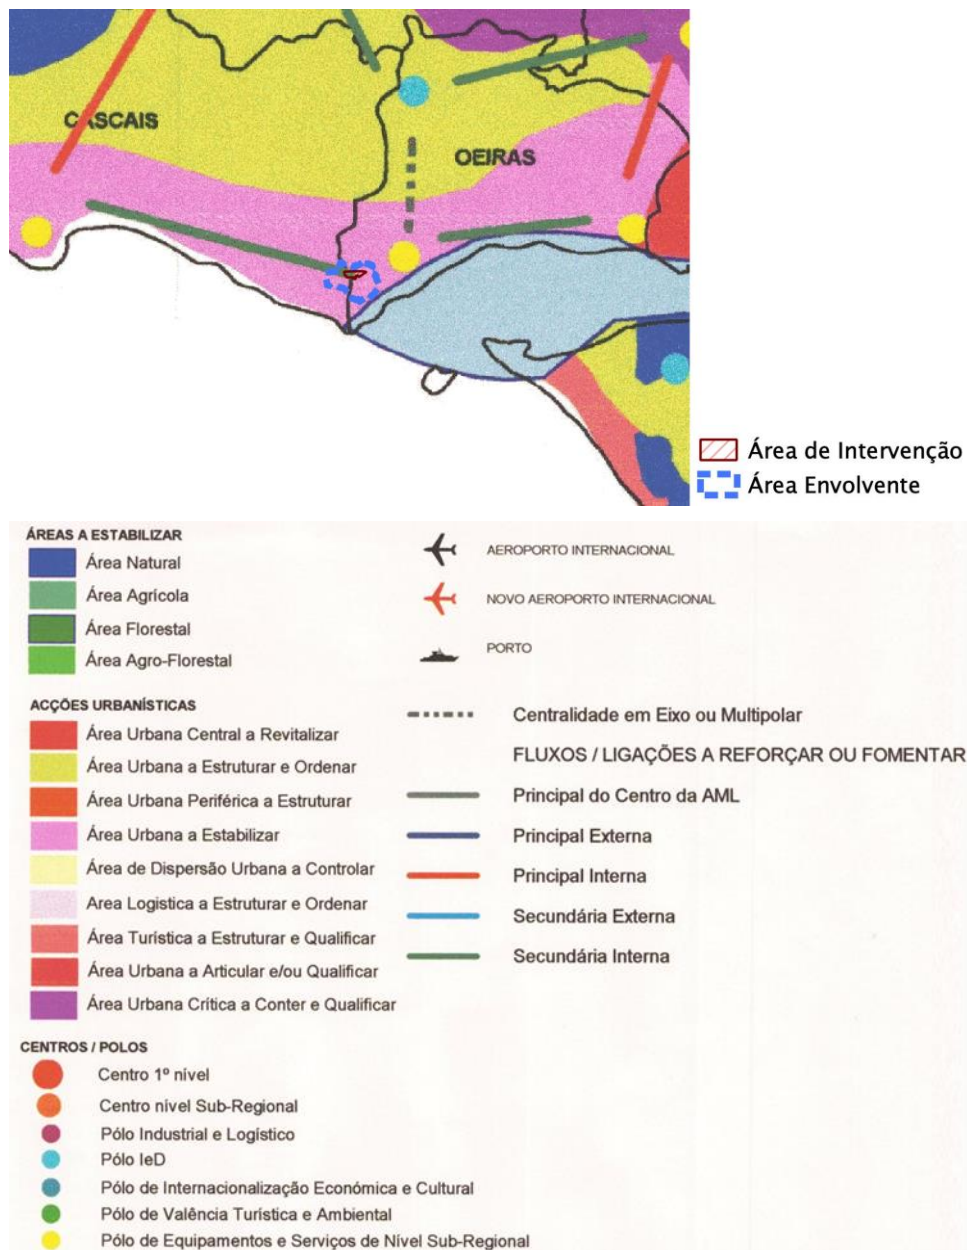 CASCAIS
OEIRAS
Área de Intervenção
Área Envolvente
ÁREAS A ESTABILIZAR
Área Natural
Área Agrícola
Área Florestal
Área Agro-Florestal
ACÇÕES URBANÍSTICAS
Área Urbana Central a Revitalizar
Área Urbana a Estruturar e Ordenar
Área Urbana Periférica a Estruturar
Área Urbana a Estabilizar
Área de Dispersão Urbana a Controlar
Area Logistica a Estruturar e Ordenar
Área Turística a Estruturar e Qualificar
Área Urbana a Articular e/ou Qualificar
Área Urbana Crítica a Conter e Qualificar
CENTROS / POLOS
Centro 1º nível
Centro nível Sub-Regional
Pólo Industrial e Logístico
Pólo IeD
Pólo de Internacionalização Económica e Cultural
Pólo de Valência Turística e Ambiental
Pólo de Equipamentos e Serviços de Nível Sub-Regional
AEROPORTO INTERNACIONAL
NOVO AEROPORTO INTERNACIONAL
PORTO
Centralidade em Eixo ou Multipolar
FLUXOS / LIGAÇÕES A REFORÇAR OU FOMENTAR
Principal do Centro da AML
Principal Externa
Principal Interna
Secundária Externa
Secundária Interna